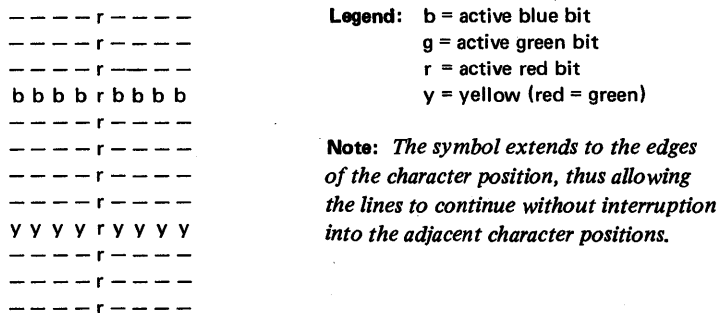 – – – – r – – – –
– – – – r – – – –
– – – – r – – – –
b b b b r b b b b
– – – – r – – – –
– – – – r – – – –
– – – – r – – – –
– – – – r – – – –
y y y y r y y y y
– – – – r – – – –
– – – – r – – – –
– – – – r – – – –
Legend: b = active blue bit
g = active green bit
r = active red bit
y = yellow (red = green)
Note: The symbol extends to the edges
of the character position, thus allowing
the lines to continue without interruption
into the adjacent character positions.